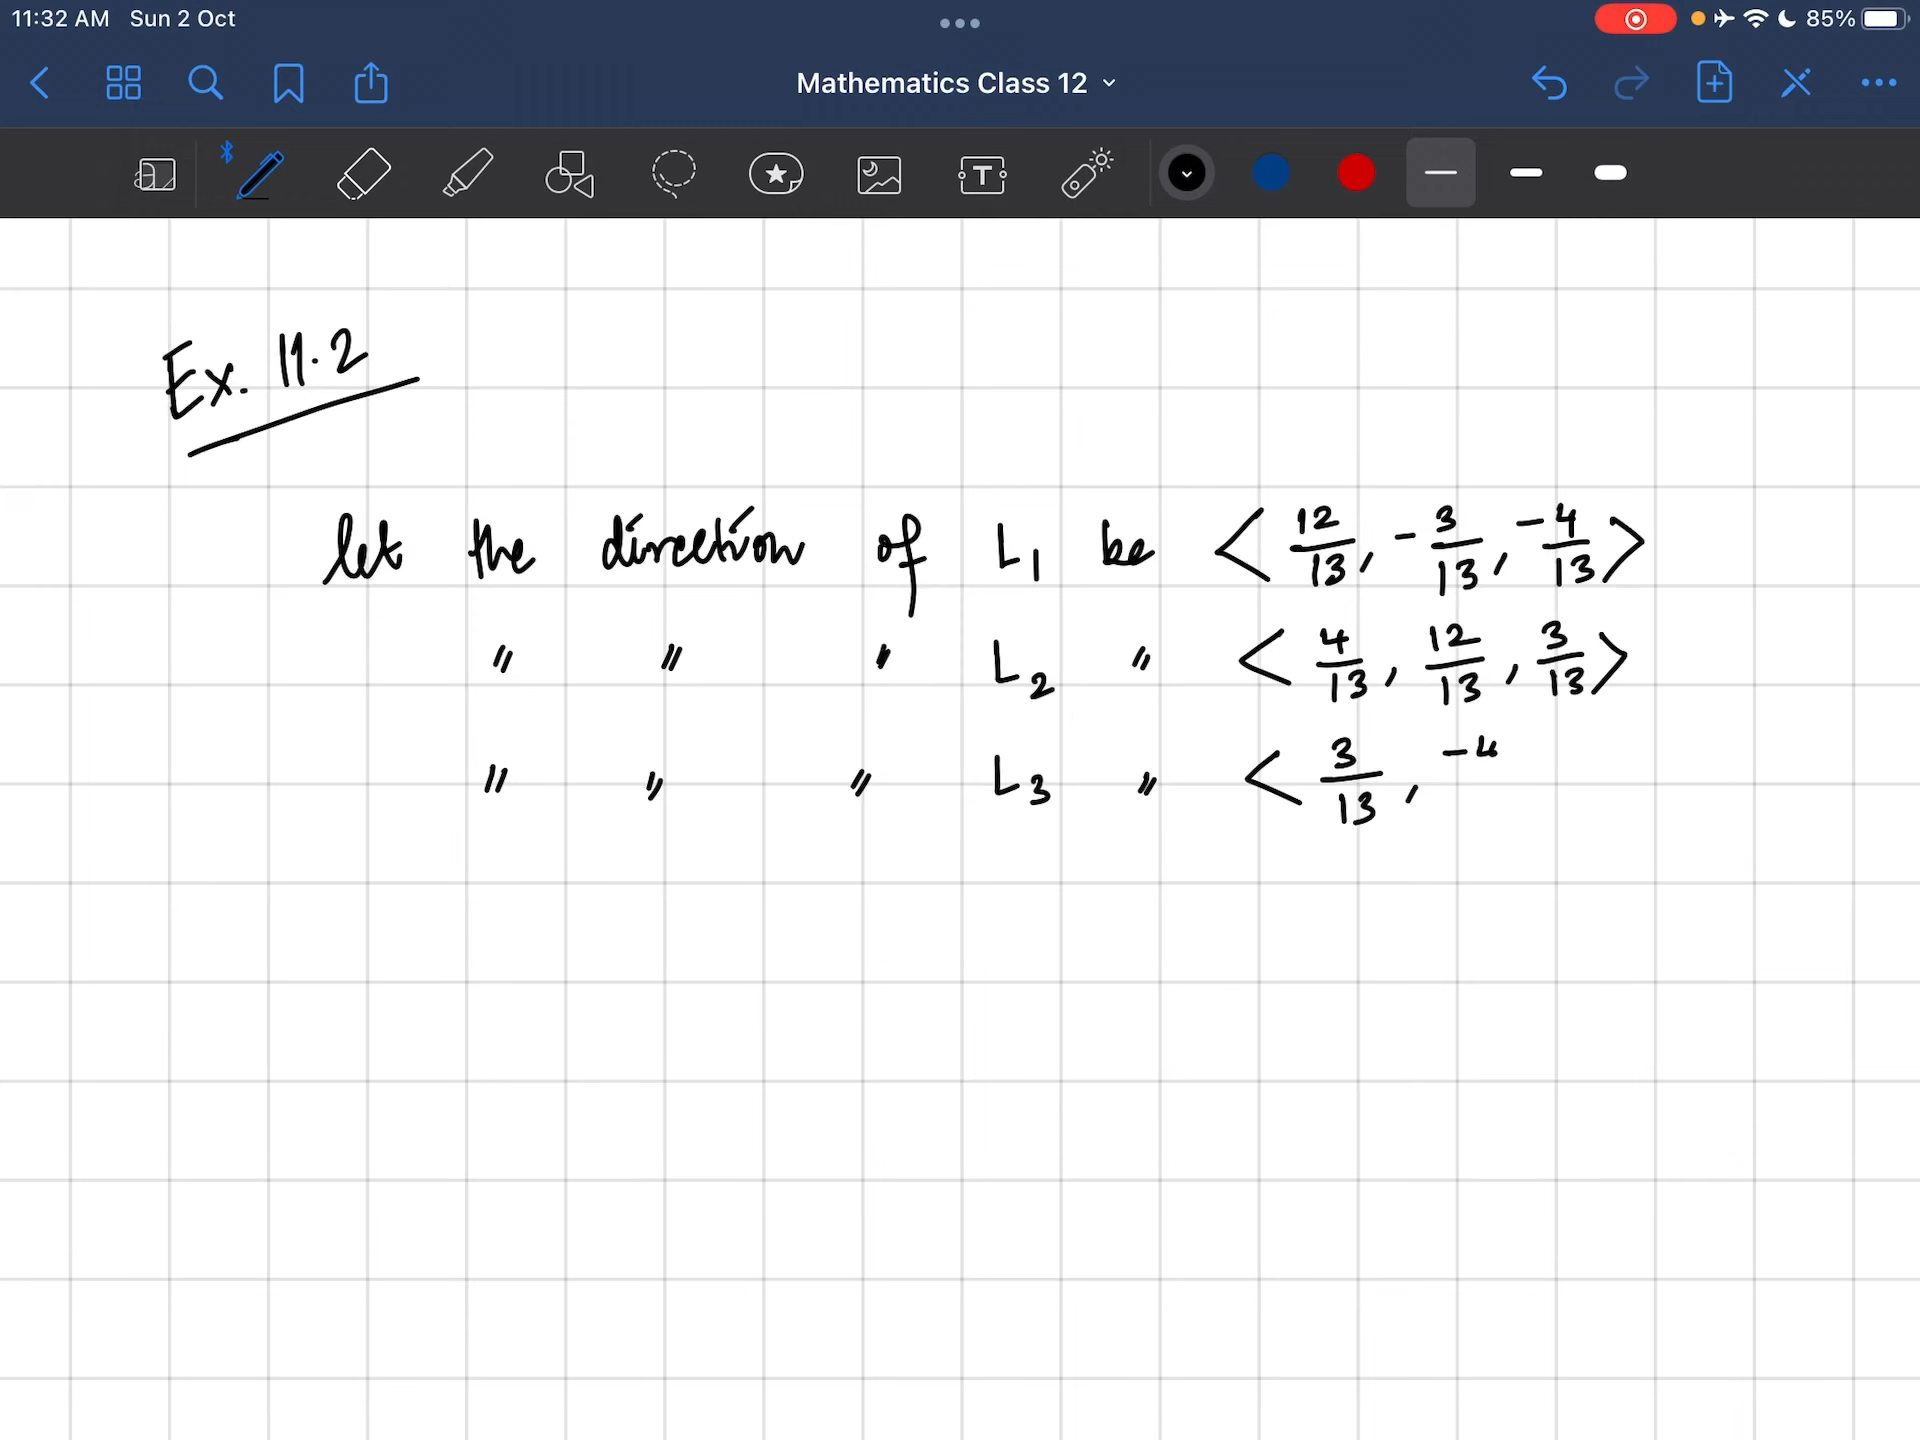 11:32 AM Sun 2 Oct
85%
Mathematics Class 12
Ex. 11.2
let the direction of L₁ be < 12/13, -3/13, -4/13 >
" " " L₂ " < 4/13, 12/13, 3/13 >
" " " L₃ " < 3/13, -4